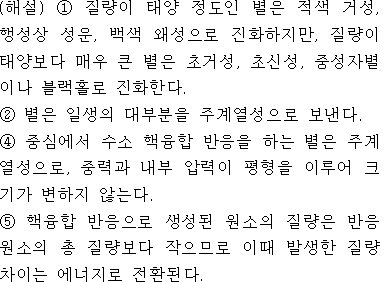 (해설) ① 질량이 태양 정도인 별은 적색 거성,
행성상 성운, 백색 왜성으로 진화하지만, 질량이
태양보다 매우 큰 별은 초거성, 초신성, 중성자별
이나 블랙홀로 진화한다.
② 별은 일생의 대부분을 주계열성으로 보낸다.
④ 중심에서 수소 핵융합 반응을 하는 별은 주계
열성으로, 중력과 내부 압력이 평형을 이루어 크
기가 변하지 않는다.
⑤ 핵융합 반응으로 생성된 원소의 질량은 반응
원소의 총 질량보다 작으므로 이때 발생한 질량
차이는 에너지로 전환된다.